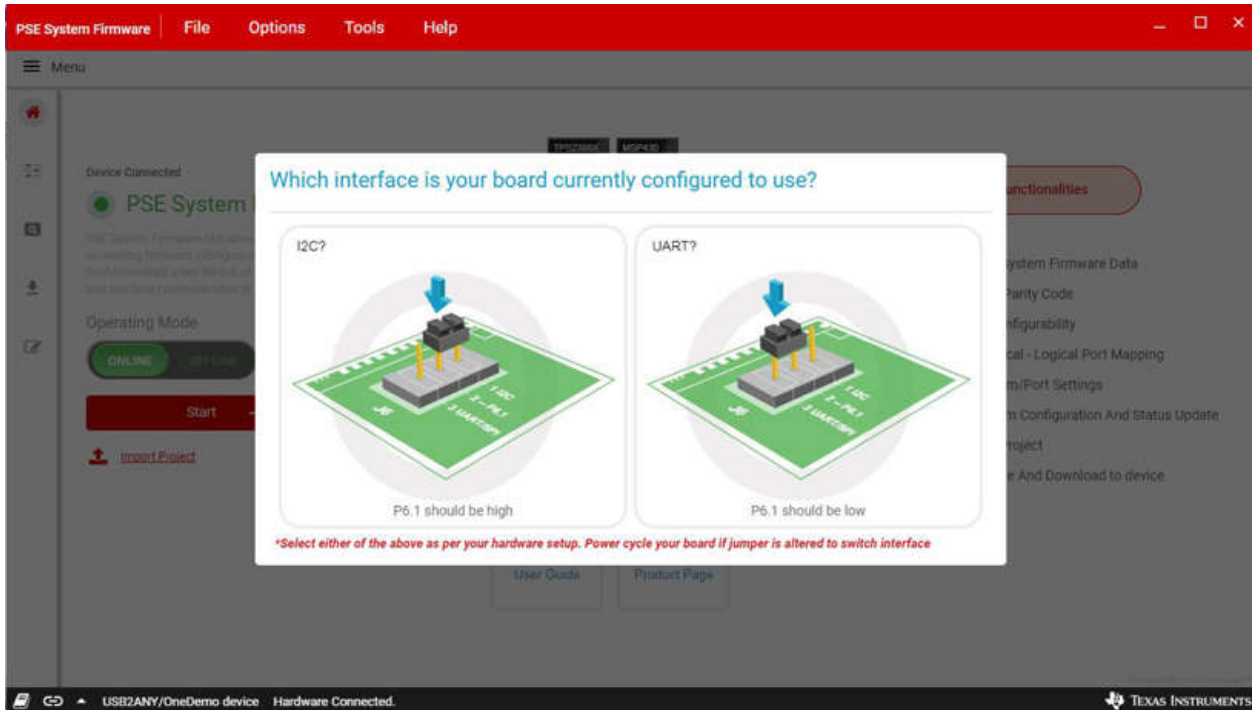 PSE System Firmware File Options Tools Help
Menu
TPS23880 MSP430
Device Connected
PSE System
Which interface is your board currently configured to use?
I2C?
J6
1 I2C
2 – P6.1
3 UART/SPI
P6.1 should be high
UART?
J6
1 I2C
2 – P6.1
3 UART/SPI
P6.1 should be low
*Select either of the above as per your hardware setup. Power cycle your board if jumper is altered to switch interface
Operating Mode
ONLINE OFFLINE
Start
Import Project
unctionalities
ystem Firmware Data
Parity Code
nfigurability
cal - Logical Port Mapping
m/Port Settings
m Configuration And Status Update
roject
e And Download to device
User Guide Product Page
USB2ANY/OneDemo device Hardware Connected.
TEXAS INSTRUMENTS